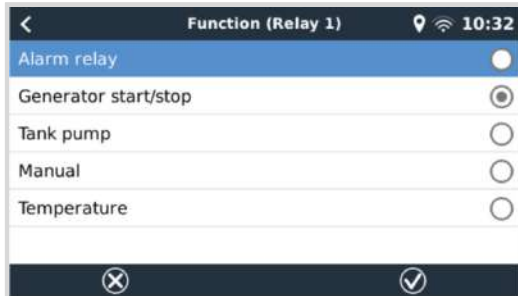 Function (Relay 1) 10:32
Alarm relay
Generator start/stop
Tank pump
Manual
Temperature